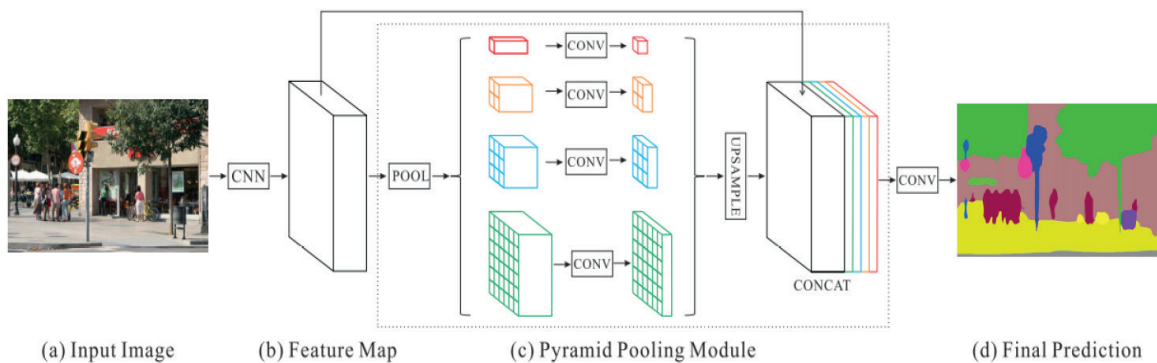 CONV
CONV
CONV
CONV
CNN
POOL
UPSAMPLE
CONV
CONCAT
(a) Input Image
(b) Feature Map
(c) Pyramid Pooling Module
(d) Final Prediction